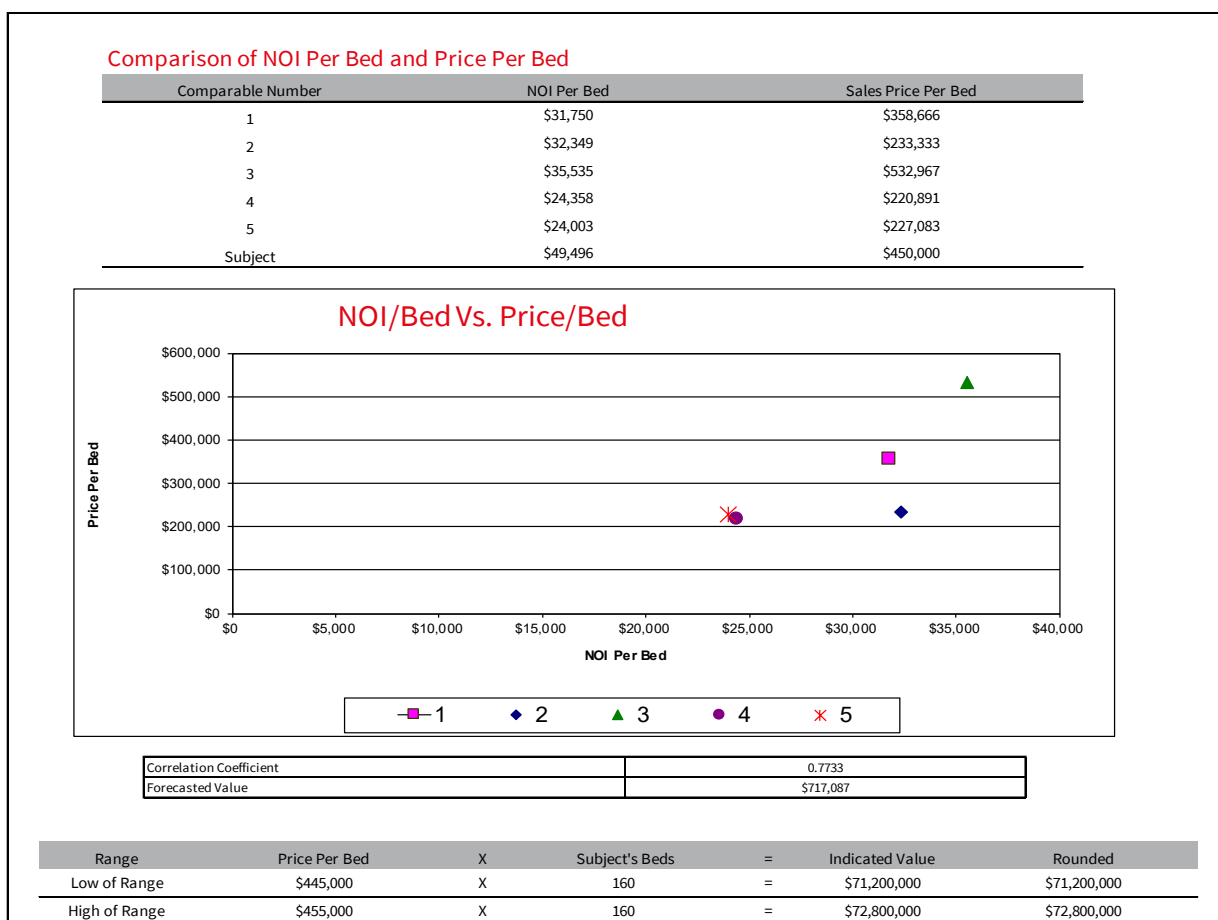 Comparison of NOI Per Bed and Price Per Bed
Comparable Number NOI Per Bed Sales Price Per Bed
1 $31,750 $358,666
2 $32,349 $233,333
3 $35,535 $532,967
4 $24,358 $220,891
5 $24,003 $227,083
Subject $49,496 $450,000
NOI/Bed Vs. Price/Bed
$600,000
$500,000
$400,000
$300,000
$200,000
$100,000
$0
Price Per Bed
$0 $5,000 $10,000 $15,000 $20,000 $25,000 $30,000 $35,000 $40,000
NOI Per Bed
1 2 3 4 5
Correlation Coefficient 0.7733
Forecasted Value $717,087
Range Price Per Bed X Subject's Beds = Indicated Value Rounded
Low of Range $445,000 X 160 = $71,200,000 $71,200,000
High of Range $455,000 X 160 = $72,800,000 $72,800,000